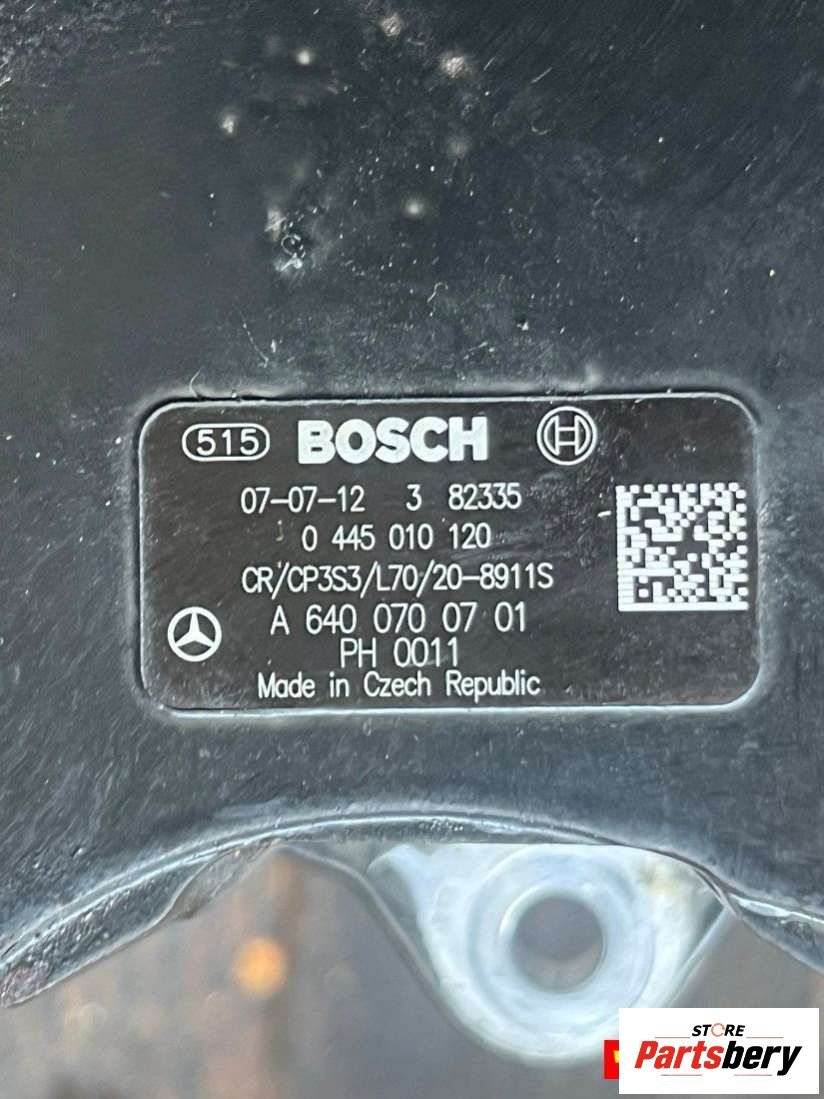 515 BOSCH
07-07-12 3 82335
0 445 010 120
CR/CP3S3/L70/20-8911S
A 640 070 07 01
PH 0011
Made in Czech Republic
STORE
Partsbery